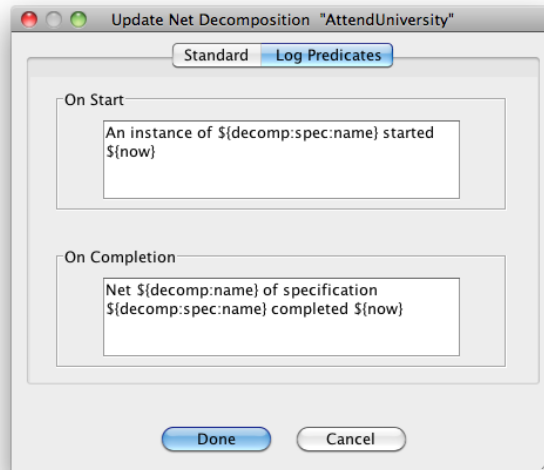 Update Net Decomposition "AttendUniversity"
Standard Log Predicates
On Start
An instance of ${decomp:spec:name} started
${now}
On Completion
Net ${decomp:name} of specification
${decomp:spec:name} completed ${now}
Done Cancel